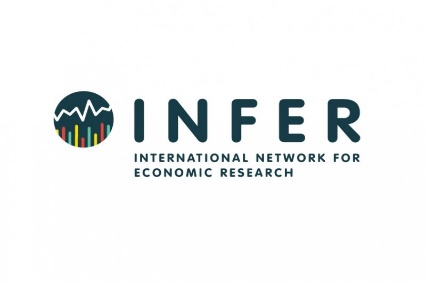 INFER
INTERNATIONAL NETWORK FOR
ECONOMIC RESEARCH